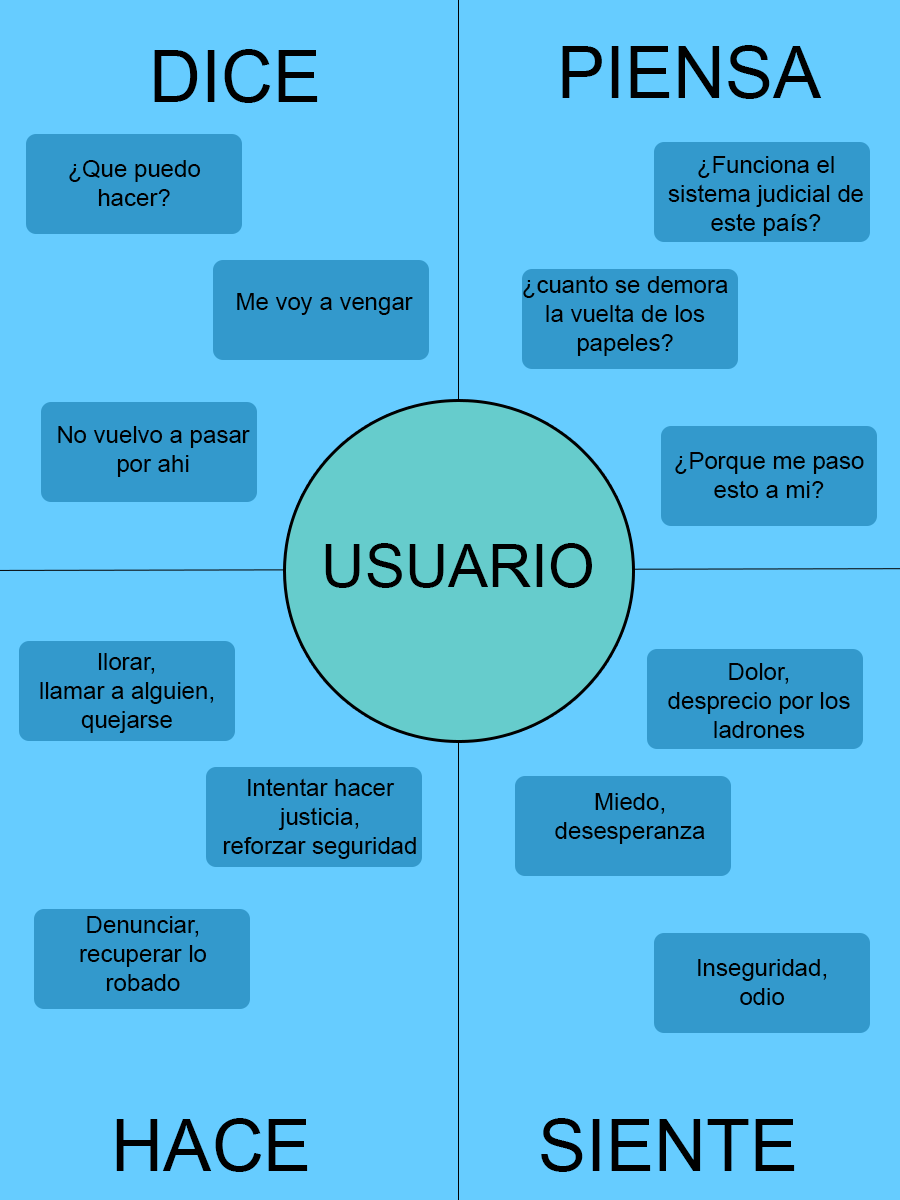 DICE
¿Que puedo
hacer?
Me voy a vengar
No vuelvo a pasar
por ahi
PIENSA
¿Funciona el
sistema judicial de
este país?
¿cuanto se demora
la vuelta de los
papeles?
¿Porque me paso
esto a mi?
USUARIO
llorar,
llamar a alguien,
quejarse
Intentar hacer
justicia,
reforzar seguridad
Denunciar,
recuperar lo
robado
HACE
Dolor,
desprecio por los
ladrones
Miedo,
desesperanza
Inseguridad,
odio
SIENTE